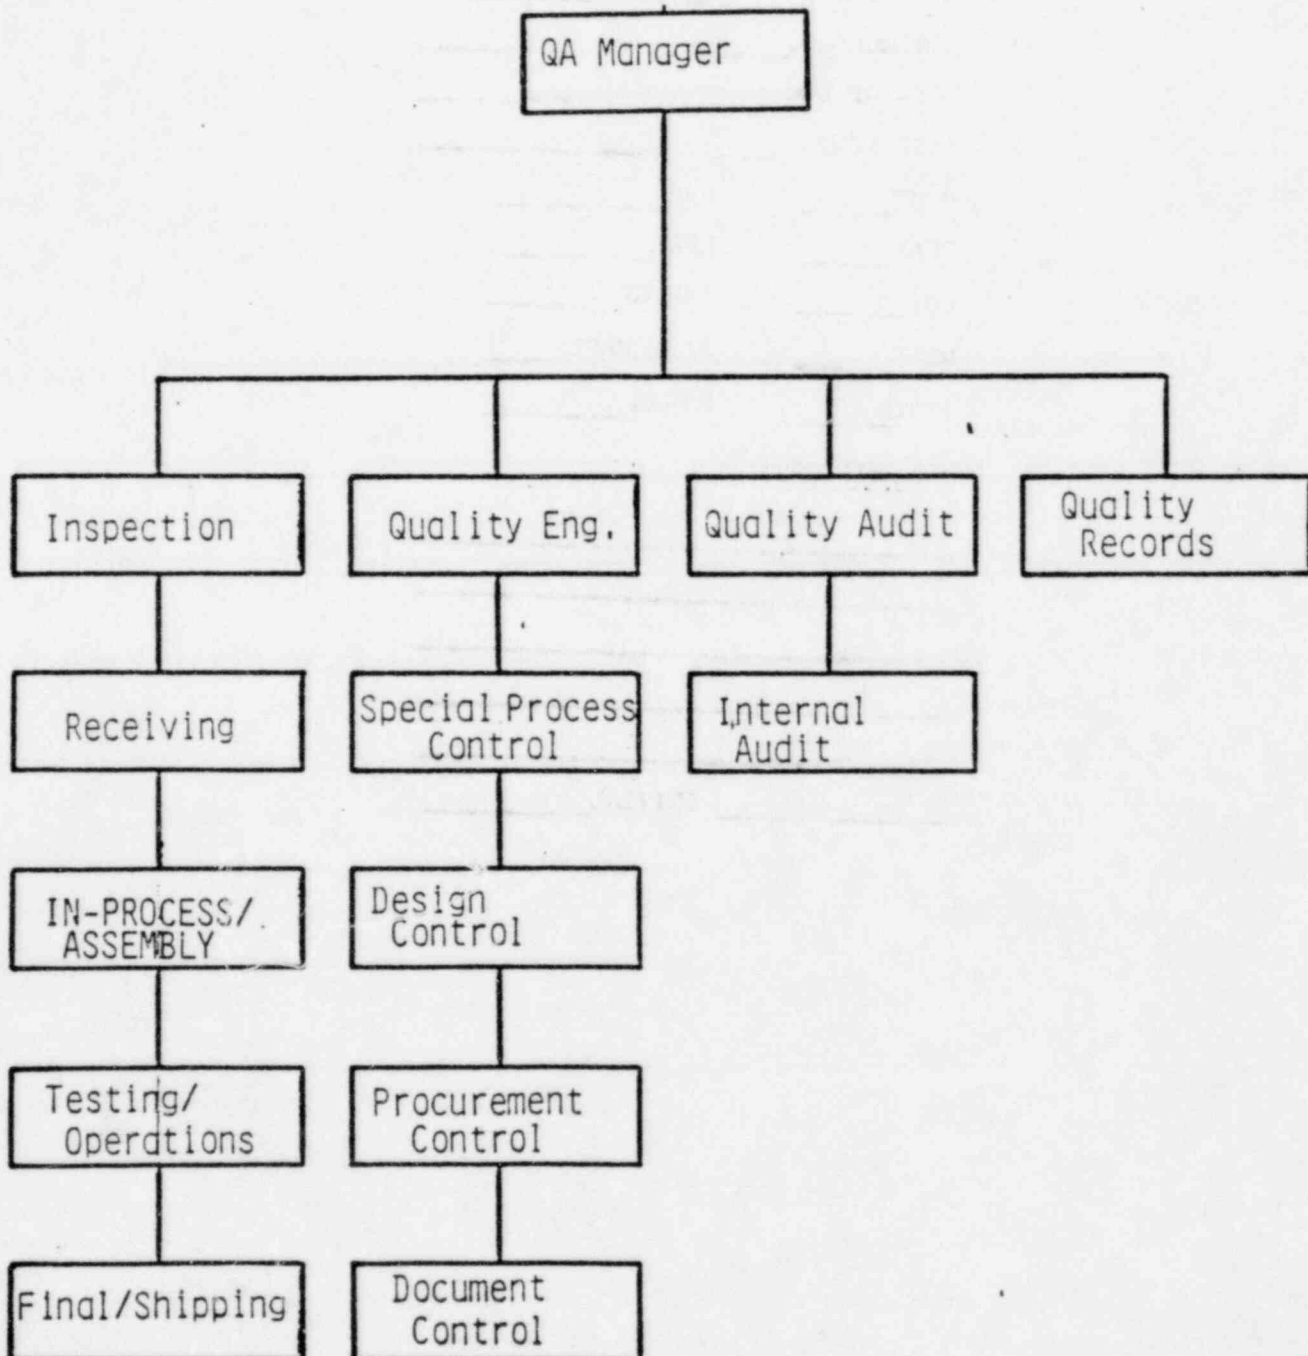 QA Manager
Inspection
Quality Eng.
Quality Audit
Quality
Records
Receiving
Special Process
Control
Internal
Audit
IN-PROCESS/
ASSEMBLY
Design
Control
Testing/
Operations
Procurement
Control
Final/Shipping
Document
Control